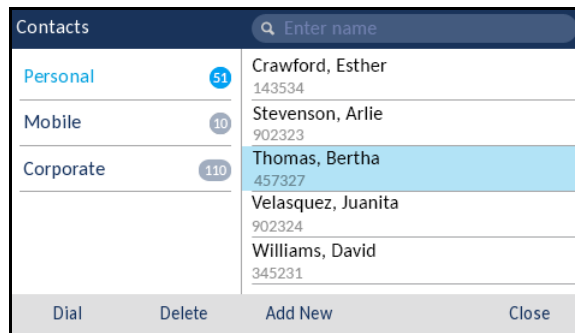 Contacts
Enter name
Personal 51
Mobile 10
Corporate 110
Crawford, Esther
143534
Stevenson, Arlie
902323
Thomas, Bertha
457327
Velasquez, Juanita
902324
Williams, David
345231
Dial Delete Add New Close